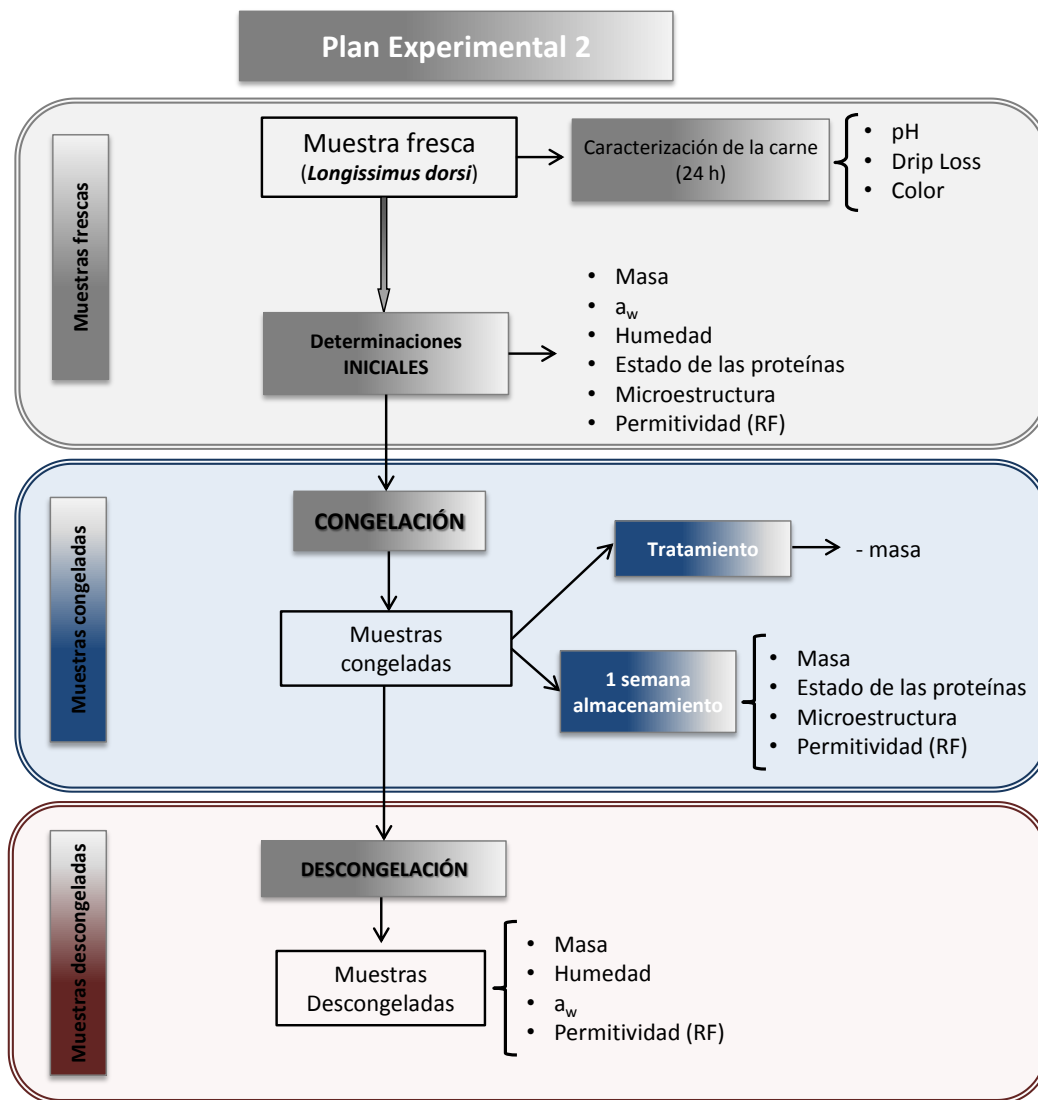 Plan Experimental 2
Muestras frescas
Muestra fresca
(Longissimus dorsi)
Caracterización de la carne
(24 h)
• pH
• Drip Loss
• Color
Determinaciones
INICIALES
• Masa
• aw
• Humedad
• Estado de las proteínas
• Microestructura
• Permitividad (RF)
Muestras congeladas
CONGELACIÓN
Muestras
congeladas
Tratamiento
- masa
1 semana
almacenamiento
• Masa
• Estado de las proteínas
• Microestructura
• Permitividad (RF)
Muestras descongeladas
DESCONGELACIÓN
Muestras
Descongeladas
• Masa
• Humedad
• aw
• Permitividad (RF)